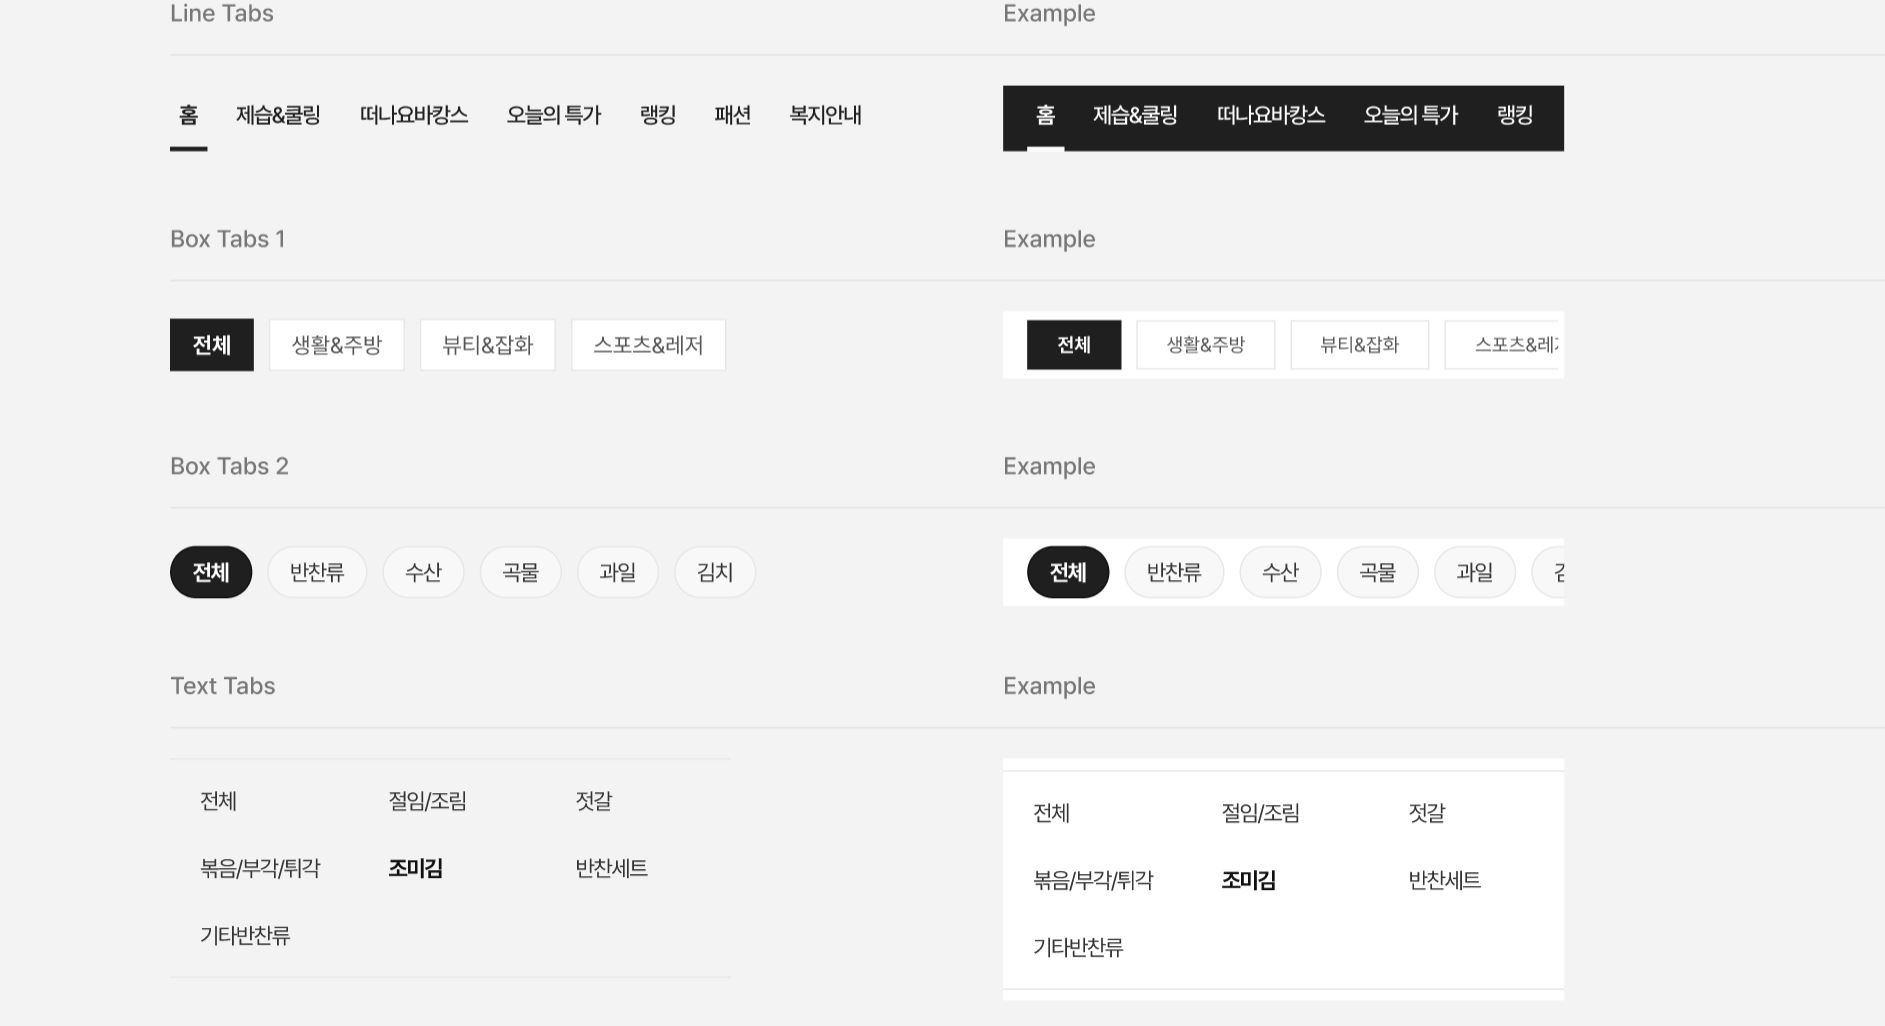 Line Tabs Example
홈 제습&쿨링 떠나요바캉스 오늘의 특가 랭킹 패션 복지안내 홈 제습&쿨링 떠나요바캉스 오늘의 특가 랭킹
Box Tabs 1 Example
전체 생활&주방 뷰티&잡화 스포츠&레저 전체 생활&주방 뷰티&잡화 스포츠&레
Box Tabs 2 Example
전체 반찬류 수산 곡물 과일 김치 전체 반찬류 수산 곡물 과일
Text Tabs Example
전체 절임/조림 젓갈
볶음/부각/튀각 조미김 반찬세트
기타반찬류
전체 절임/조림 젓갈
볶음/부각/튀각 조미김 반찬세트
기타반찬류